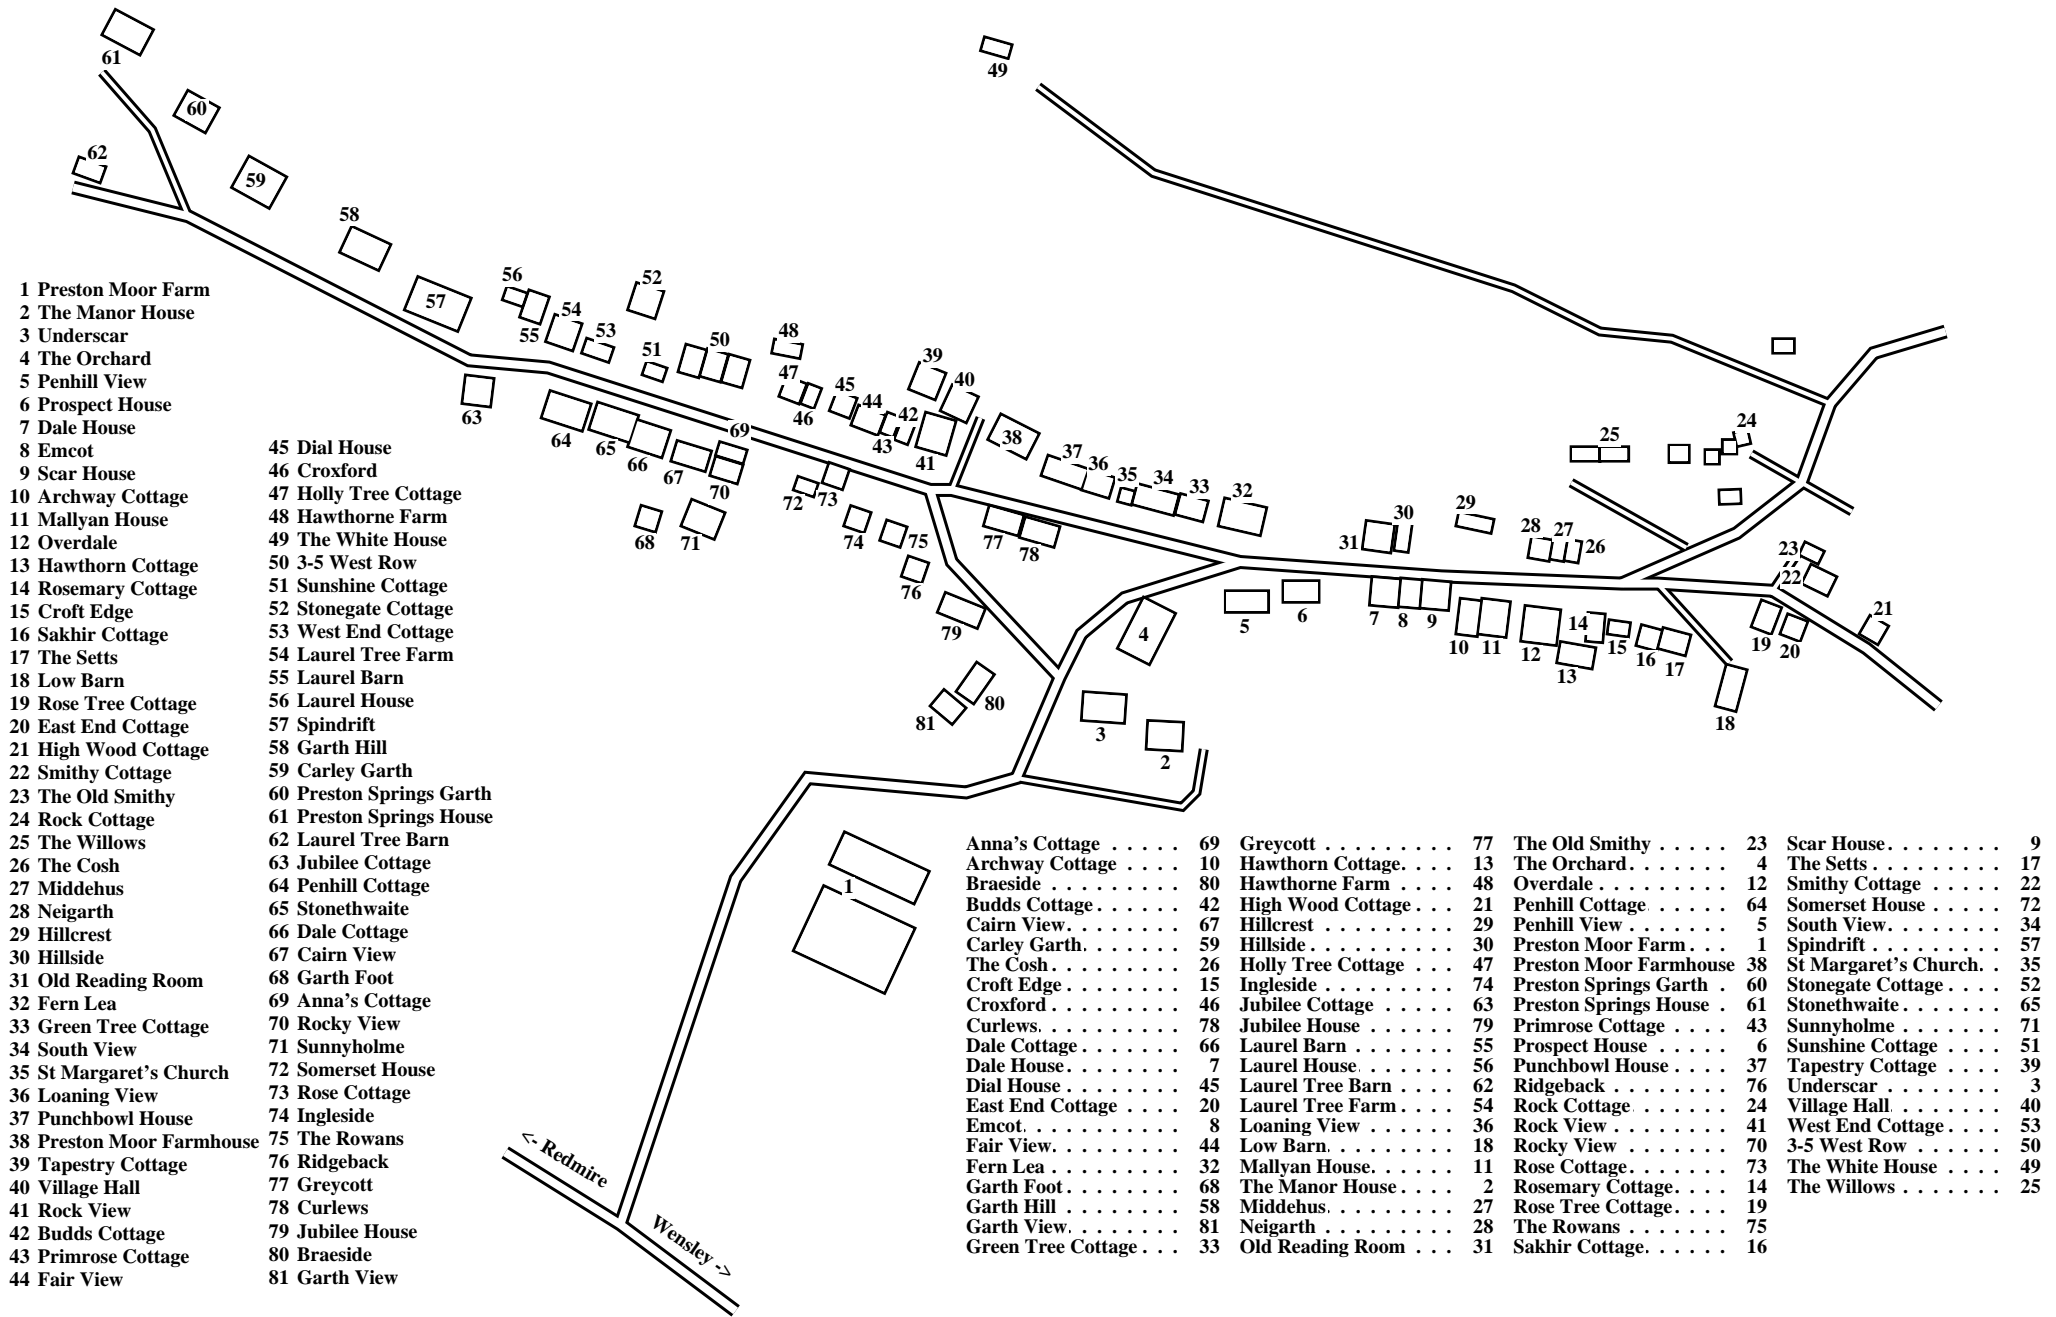 61
49
60
62
59
58
56
52
57
54
55
53
51
50
48
47
46
45
44
43
42
41
39
40
38
37
36
35
34
33
32
31
30
29
28
27
26
25
24
23
22
21
63
64
65
66
67
69
70
68
71
72
73
74
75
76
77
78
79
80
81
4
5
6
7
8
9
10
11
12
13
14
15
16
17
18
19
20
3
2
1
<- Redmire
Wensley ->
1 Preston Moor Farm
2 The Manor House
3 Underscar
4 The Orchard
5 Penhill View
6 Prospect House
7 Dale House
8 Emcot
9 Scar House
10 Archway Cottage
11 Mallyan House
12 Overdale
13 Hawthorn Cottage
14 Rosemary Cottage
15 Croft Edge
16 Sakhir Cottage
17 The Setts
18 Low Barn
19 Rose Tree Cottage
20 East End Cottage
21 High Wood Cottage
22 Smithy Cottage
23 The Old Smithy
24 Rock Cottage
25 The Willows
26 The Cosh
27 Middehus
28 Neigarth
29 Hillcrest
30 Hillside
31 Old Reading Room
32 Fern Lea
33 Green Tree Cottage
34 South View
35 St Margaret's Church
36 Loaning View
37 Punchbowl House
38 Preston Moor Farmhouse
39 Tapestry Cottage
40 Village Hall
41 Rock View
42 Budds Cottage
43 Primrose Cottage
44 Fair View
45 Dial House
46 Croxford
47 Holly Tree Cottage
48 Hawthorne Farm
49 The White House
50 3-5 West Row
51 Sunshine Cottage
52 Stonegate Cottage
53 West End Cottage
54 Laurel Tree Farm
55 Laurel Barn
56 Laurel House
57 Spindrift
58 Garth Hill
59 Carley Garth
60 Preston Springs Garth
61 Preston Springs House
62 Laurel Tree Barn
63 Jubilee Cottage
64 Penhill Cottage
65 Stonethwaite
66 Dale Cottage
67 Cairn View
68 Garth Foot
69 Anna's Cottage
70 Rocky View
71 Sunnyholme
72 Somerset House
73 Rose Cottage
74 Ingleside
75 The Rowans
76 Ridgeback
77 Greycott
78 Curlews
79 Jubilee House
80 Braeside
81 Garth View
Anna's Cottage . . . . . 69
Archway Cottage . . . . 10
Braeside . . . . . . . . 80
Budds Cottage . . . . . . 42
Cairn View . . . . . . . 67
Carley Garth . . . . . . 59
The Cosh . . . . . . . . 26
Croft Edge . . . . . . . 15
Croxford . . . . . . . . 46
Curlews . . . . . . . . 78
Dale Cottage . . . . . . 66
Dale House . . . . . . . 7
Dial House . . . . . . . 45
East End Cottage . . . . 20
Emcot . . . . . . . . . 8
Fair View . . . . . . . 44
Fern Lea . . . . . . . . 32
Garth Foot . . . . . . . 68
Garth Hill . . . . . . . 58
Garth View . . . . . . . 81
Green Tree Cottage . . . 33
Greycott . . . . . . . . 77
Hawthorn Cottage . . . . 13
Hawthorne Farm . . . . 48
High Wood Cottage . . . 21
Hillcrest . . . . . . . . 29
Hillside . . . . . . . . 30
Holly Tree Cottage . . . 47
Ingleside . . . . . . . . 74
Jubilee Cottage . . . . . 63
Jubilee House . . . . . . 79
Laurel Barn . . . . . . . 55
Laurel House . . . . . . 56
Laurel Tree Barn . . . . 62
Laurel Tree Farm . . . . 54
Loaning View . . . . . . 36
Low Barn . . . . . . . . 18
Mallyan House . . . . . 11
The Manor House . . . . 2
Middehus . . . . . . . . 27
Neigarth . . . . . . . . 28
Old Reading Room . . . 31
The Old Smithy . . . . . 23
The Orchard . . . . . . 4
Overdale . . . . . . . . 12
Penhill Cottage . . . . . 64
Penhill View . . . . . . 5
Preston Moor Farm . . . 1
Preston Moor Farmhouse 38
Preston Springs Garth . 60
Preston Springs House . 61
Primrose Cottage . . . . 43
Prospect House . . . . . 6
Punchbowl House . . . . 37
Ridgeback . . . . . . . 76
Rock Cottage . . . . . . 24
Rock View . . . . . . . 41
Rocky View . . . . . . . 70
Rose Cottage . . . . . . 73
Rosemary Cottage . . . . 14
Rose Tree Cottage . . . . 19
The Rowans . . . . . . . 75
Sakhir Cottage . . . . . 16
Scar House . . . . . . . 9
The Setts . . . . . . . . 17
Smithy Cottage . . . . . 22
Somerset House . . . . . 72
South View . . . . . . . 34
Spindrift . . . . . . . . 57
St Margaret's Church . . 35
Stonegate Cottage . . . . 52
Stonethwaite . . . . . . 65
Sunnyholme . . . . . . . 71
Sunshine Cottage . . . . 51
Tapestry Cottage . . . . 39
Underscar . . . . . . . 3
Village Hall . . . . . . 40
West End Cottage . . . . 53
3-5 West Row . . . . . . 50
The White House . . . . 49
The Willows . . . . . . . 25